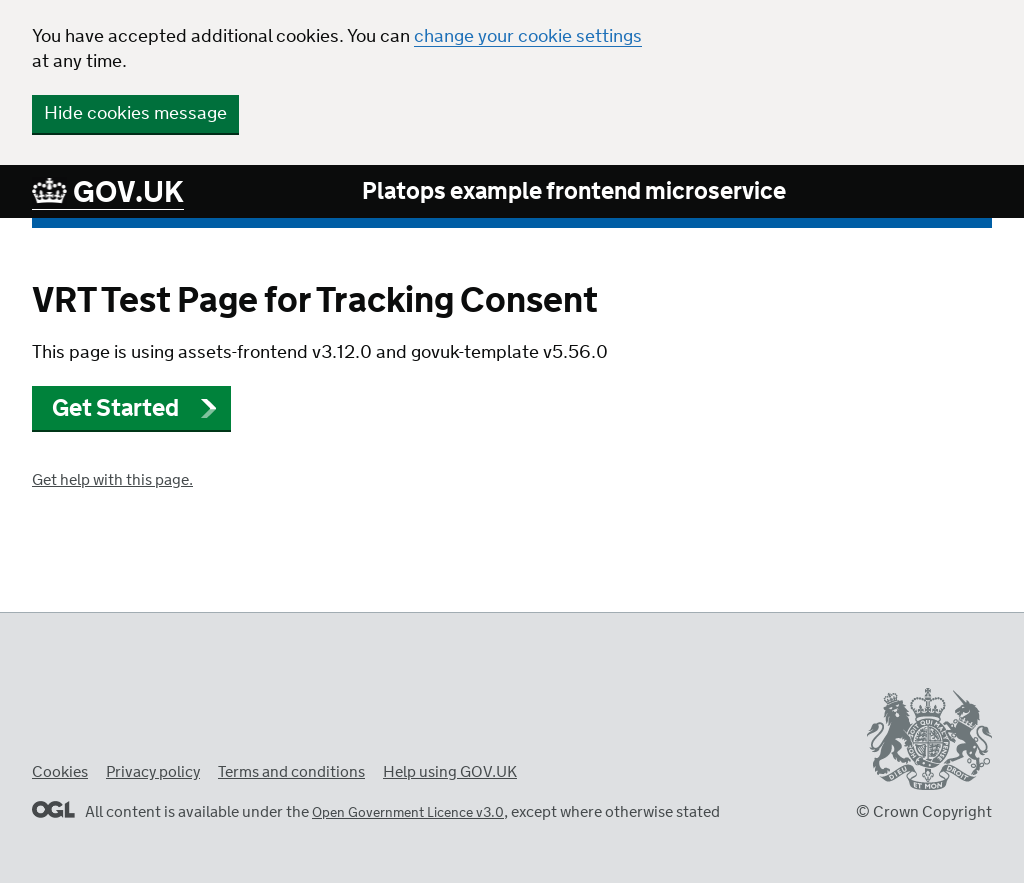 You have accepted additional cookies. You can change your cookie settings
at any time.
Hide cookies message
GOV.UK
Platops example frontend microservice
VRT Test Page for Tracking Consent
This page is using assets-frontend v3.12.0 and govuk-template v5.56.0
Get Started
Get help with this page.
Cookies Privacy policy Terms and conditions Help using GOV.UK
OGL All content is available under the Open Government Licence v3.0, except where otherwise stated
© Crown Copyright